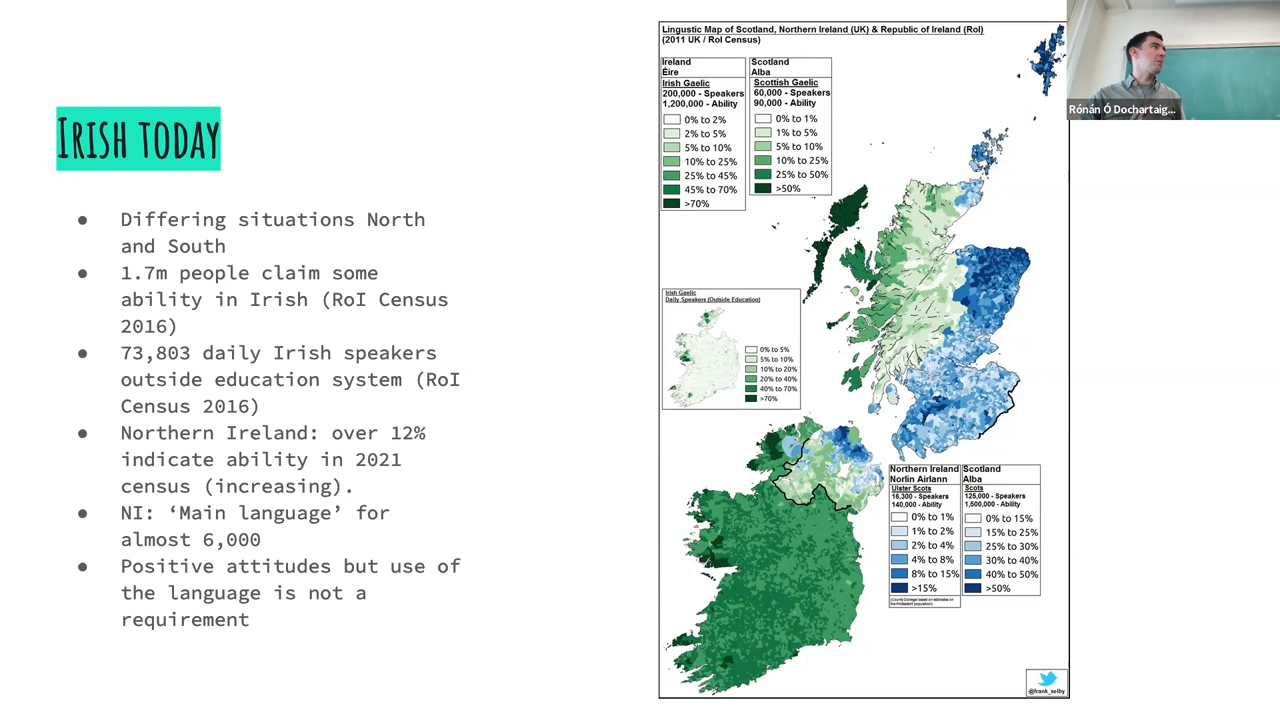 IRISH TODAY
● Differing situations North
and South
● 1.7m people claim some
ability in Irish (RoI Census
2016)
● 73,803 daily Irish speakers
outside education system (RoI
Census 2016)
● Northern Ireland: over 12%
indicate ability in 2021
census (increasing).
● NI: ‘Main language’ for
almost 6,000
● Positive attitudes but use of
the language is not a
requirement
Lingustic Map of Scotland, Northern Ireland (UK) & Republic of Ireland (RoI)
(2011 UK / RoI Census)
Ireland
Éire
Irish Gaelic
200,000 - Speakers
1,200,000 - Ability
0% to 2%
2% to 5%
5% to 10%
10% to 25%
25% to 45%
45% to 70%
>70%
Scotland
Alba
Scottish Gaelic
60,000 - Speakers
90,000 - Ability
0% to 1%
1% to 5%
5% to 10%
10% to 25%
25% to 50%
>50%
Irish Gaelic
Daily Speakers (Outside Education)
0% to 5%
5% to 10%
10% to 20%
20% to 40%
40% to 70%
>70%
Northern Ireland
Norlin Airlann
Ulster Scots
16,300 - Speakers
140,000 - Ability
0% to 1%
1% to 2%
2% to 4%
4% to 8%
8% to 15%
>15%
(County Donegal based on estimates on
the Protestant population)
Scotland
Alba
Scots
125,000 - Speakers
1,500,000 - Ability
0% to 15%
15% to 25%
25% to 30%
30% to 40%
40% to 50%
>50%
@frank_selby
Rónán Ó Dochartaig...